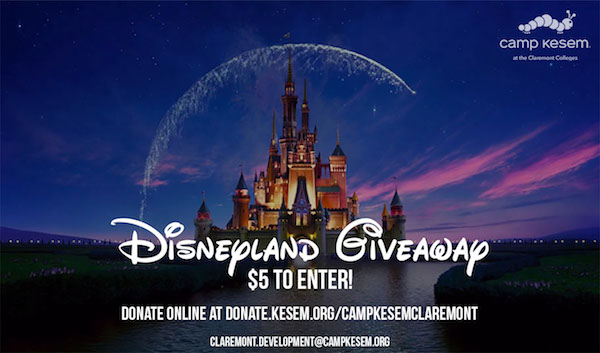 camp kesem
at the Claremont Colleges
Disneyland Giveaway
$5 TO ENTER!
DONATE ONLINE AT DONATE.KESEM.ORG/CAMPKESEMCLAREMONT
CLAREMONT.DEVELOPMENT@CAMPKESEM.ORG